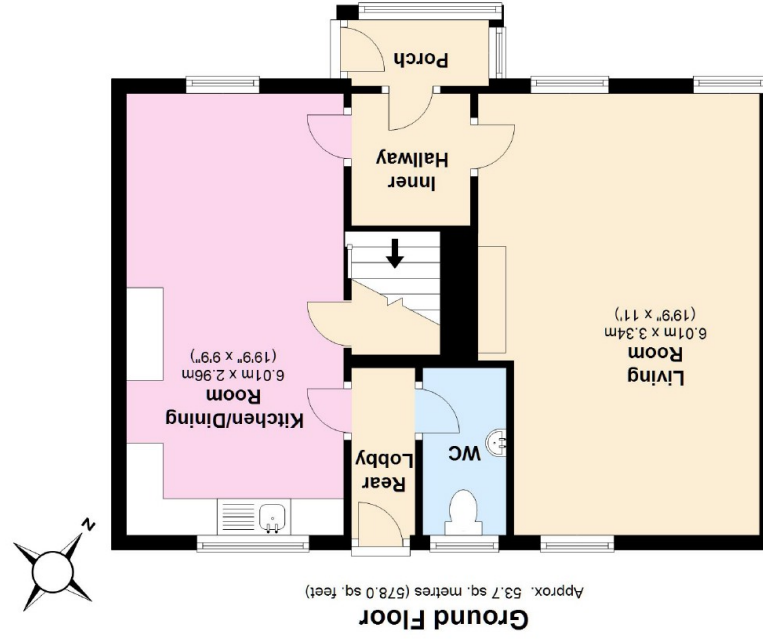 Ground Floor
Approx. 53.7 sq. metres (578.0 sq. feet)
N
Rear
Lobby
WC
Kitchen/Dining
Room
6.01m x 2.96m
(19'9" x 9'9")
Living
Room
6.01m x 3.34m
(19'9" x 11')
Inner
Hallway
Porch